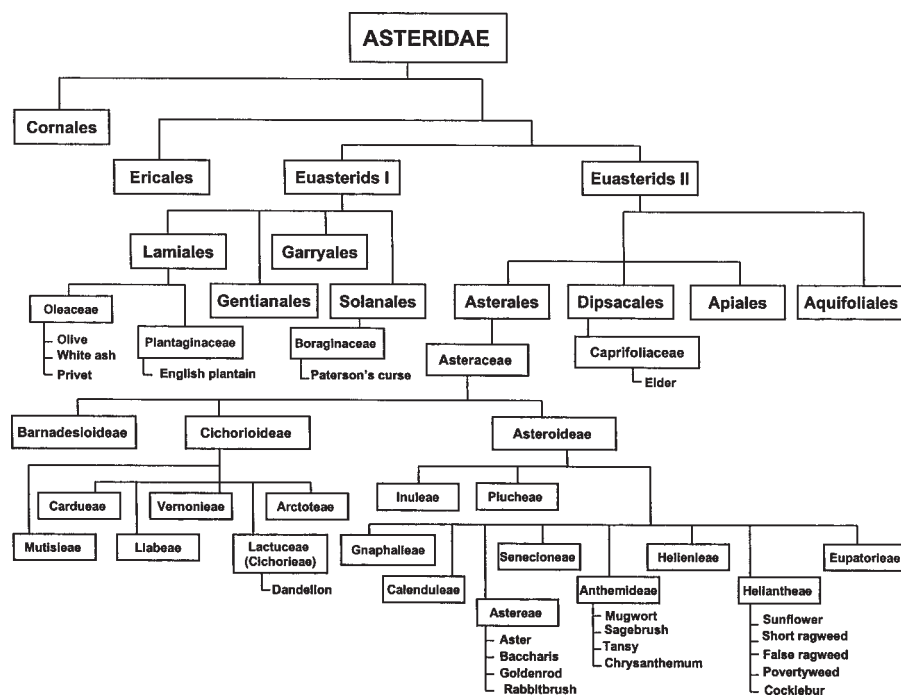 ASTERIDAE
Cornales
Ericales
Euasterids I
Euasterids II
Lamiales
Garryales
Gentianales
Solanales
Asterales
Dipsacales
Apiales
Aquifoliales
Oleaceae
Olive
White ash
Privet
Plantaginaceae
English plantain
Boraginaceae
Paterson's curse
Asteraceae
Caprifoliaceae
Elder
Barnadesioideae
Cichorioideae
Asteroideae
Cardueae
Vernonieae
Arctoteae
Mutisieae
Liabeae
Lactuceae
(Cichorieae)
Dandelion
Inuleae
Plucheae
Gnaphalieae
Senecioneae
Helenieae
Eupatorieae
Calenduleae
Astereae
Aster
Baccharis
Goldenrod
Rabbitbrush
Anthemideae
Mugwort
Sagebrush
Tansy
Chrysanthemum
Heliantheae
Sunflower
Short ragweed
False ragweed
Povertyweed
Cocklebur